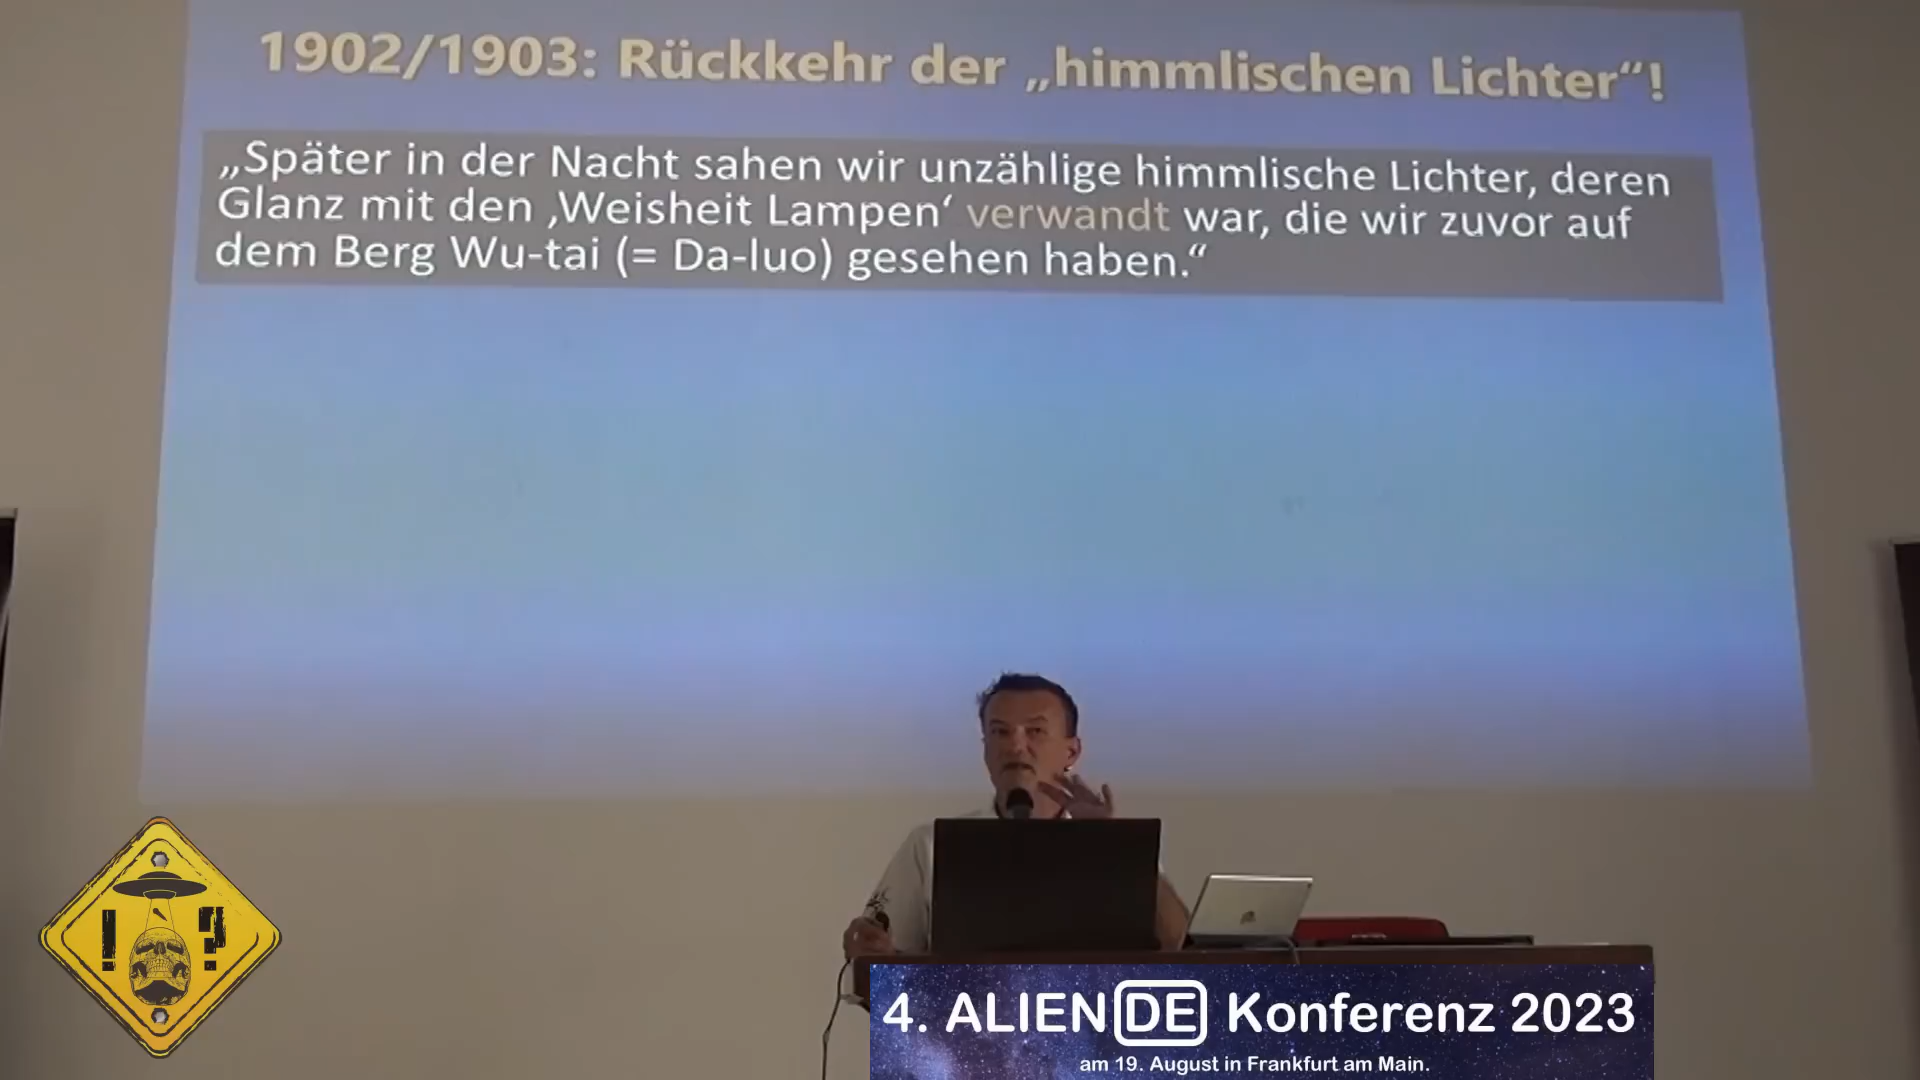 1902/1903: Rückkehr der „himmlischen Lichter“!
„Später in der Nacht sahen wir unzählige himmlische Lichter, deren
Glanz mit den ‚Weisheit Lampen‘ verwandt war, die wir zuvor auf
dem Berg Wu-tai (= Da-luo) gesehen haben.“
! ?
4. ALIEN DE Konferenz 2023
am 19. August in Frankfurt am Main.